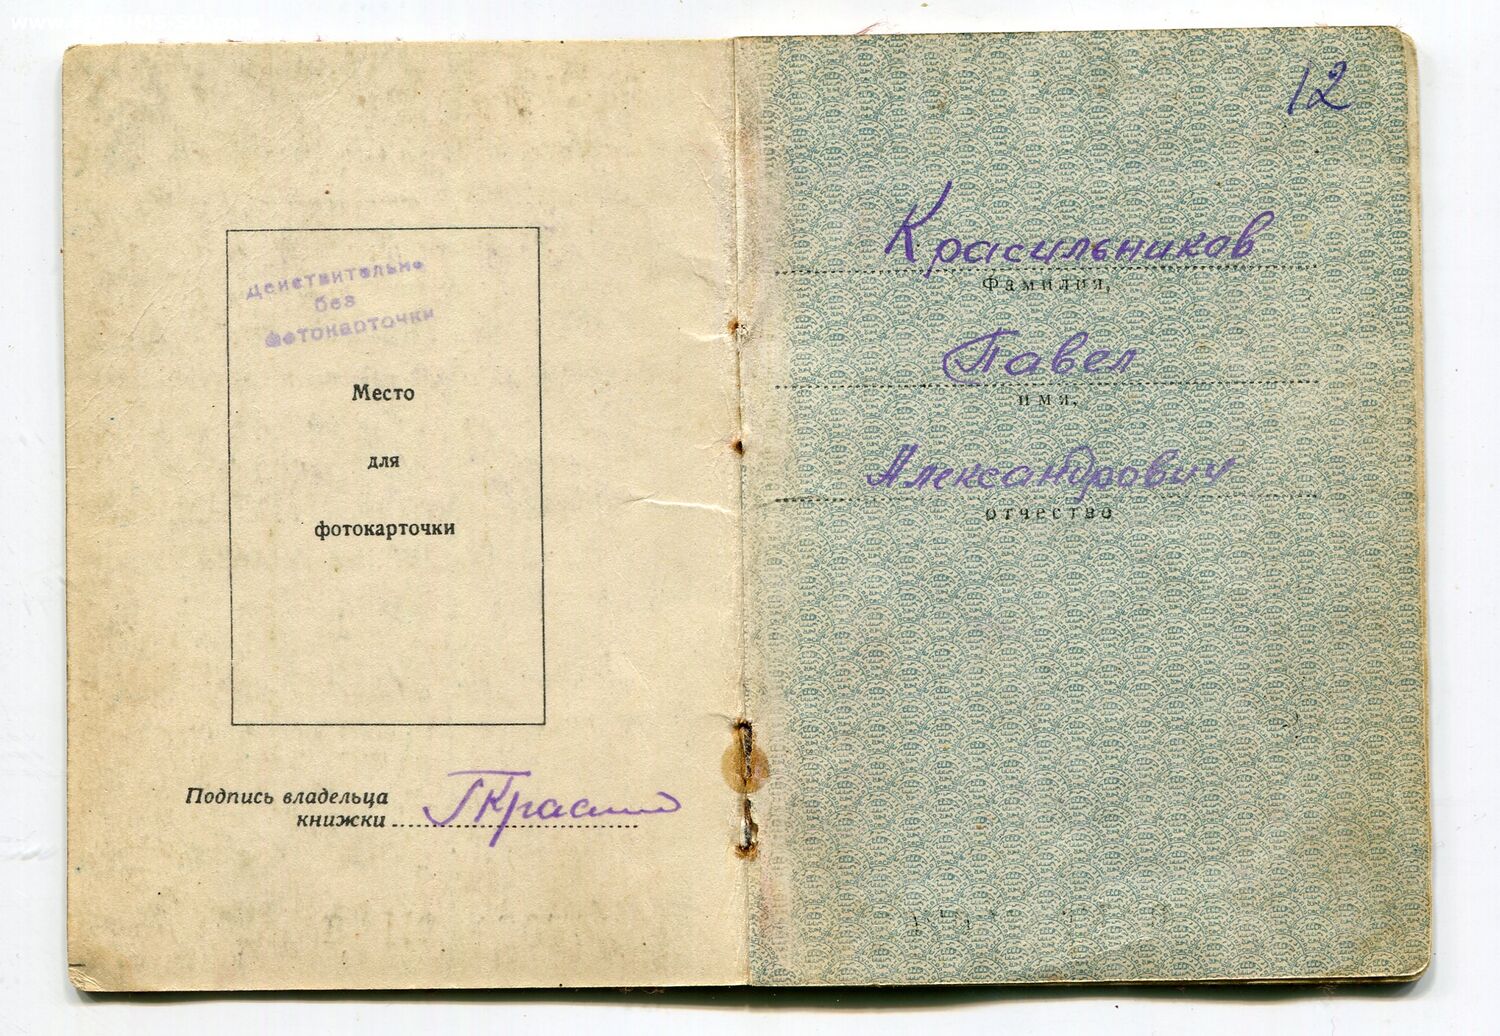 Действительно
без
фотокарточки
Место
для
фотокарточки
Подпись владельца
книжки
12
Красильников
Фамилия,
Павел
имя,
Александрович
отчество